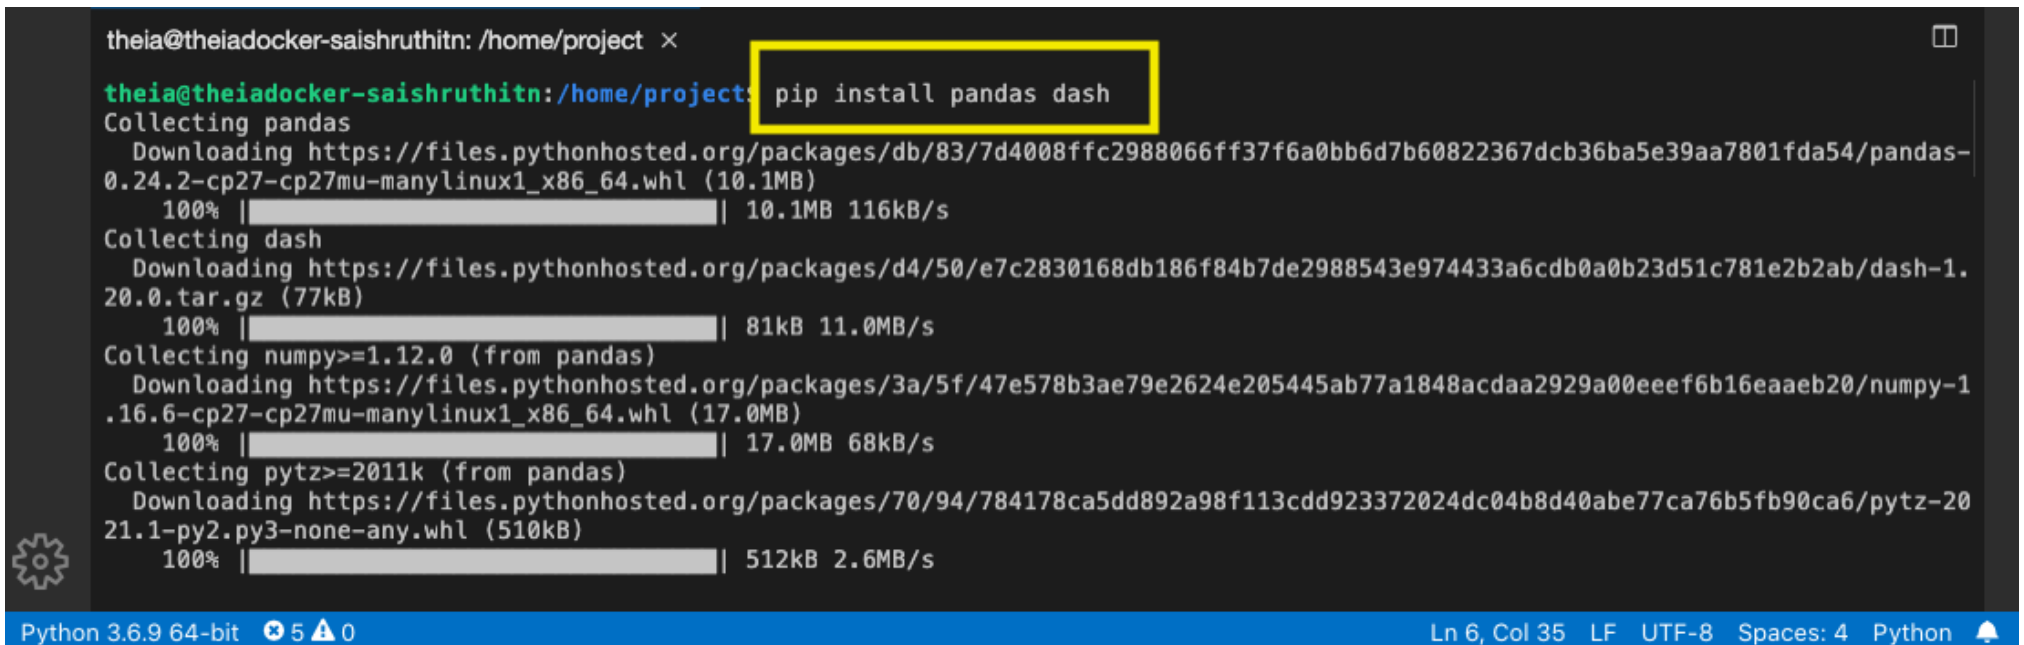 theia@theiadocker-saishruthitn: /home/project ×
theia@theiadocker-saishruthitn:/home/project$ pip install pandas dash
Collecting pandas
  Downloading https://files.pythonhosted.org/packages/db/83/7d4008ffc2988066ff37f6a0bb6d7b60822367dcb36ba5e39aa7801fda54/pandas-
0.24.2-cp27-cp27mu-manylinux1_x86_64.whl (10.1MB)
    100% |████████████████████████████████| 10.1MB 116kB/s
Collecting dash
  Downloading https://files.pythonhosted.org/packages/d4/50/e7c2830168db186f84b7de2988543e974433a6cdb0a0b23d51c781e2b2ab/dash-1.
20.0.tar.gz (77kB)
    100% |████████████████████████████████| 81kB 11.0MB/s
Collecting numpy>=1.12.0 (from pandas)
  Downloading https://files.pythonhosted.org/packages/3a/5f/47e578b3ae79e2624e205445ab77a1848acdaa2929a00eeef6b16eaaeb20/numpy-1
.16.6-cp27-cp27mu-manylinux1_x86_64.whl (17.0MB)
    100% |████████████████████████████████| 17.0MB 68kB/s
Collecting pytz>=2011k (from pandas)
  Downloading https://files.pythonhosted.org/packages/70/94/784178ca5dd892a98f113cdd923372024dc04b8d40abe77ca76b5fb90ca6/pytz-20
21.1-py2.py3-none-any.whl (510kB)
    100% |████████████████████████████████| 512kB 2.6MB/s
Python 3.6.9 64-bit 5 0 Ln 6, Col 35 LF UTF-8 Spaces: 4 Python